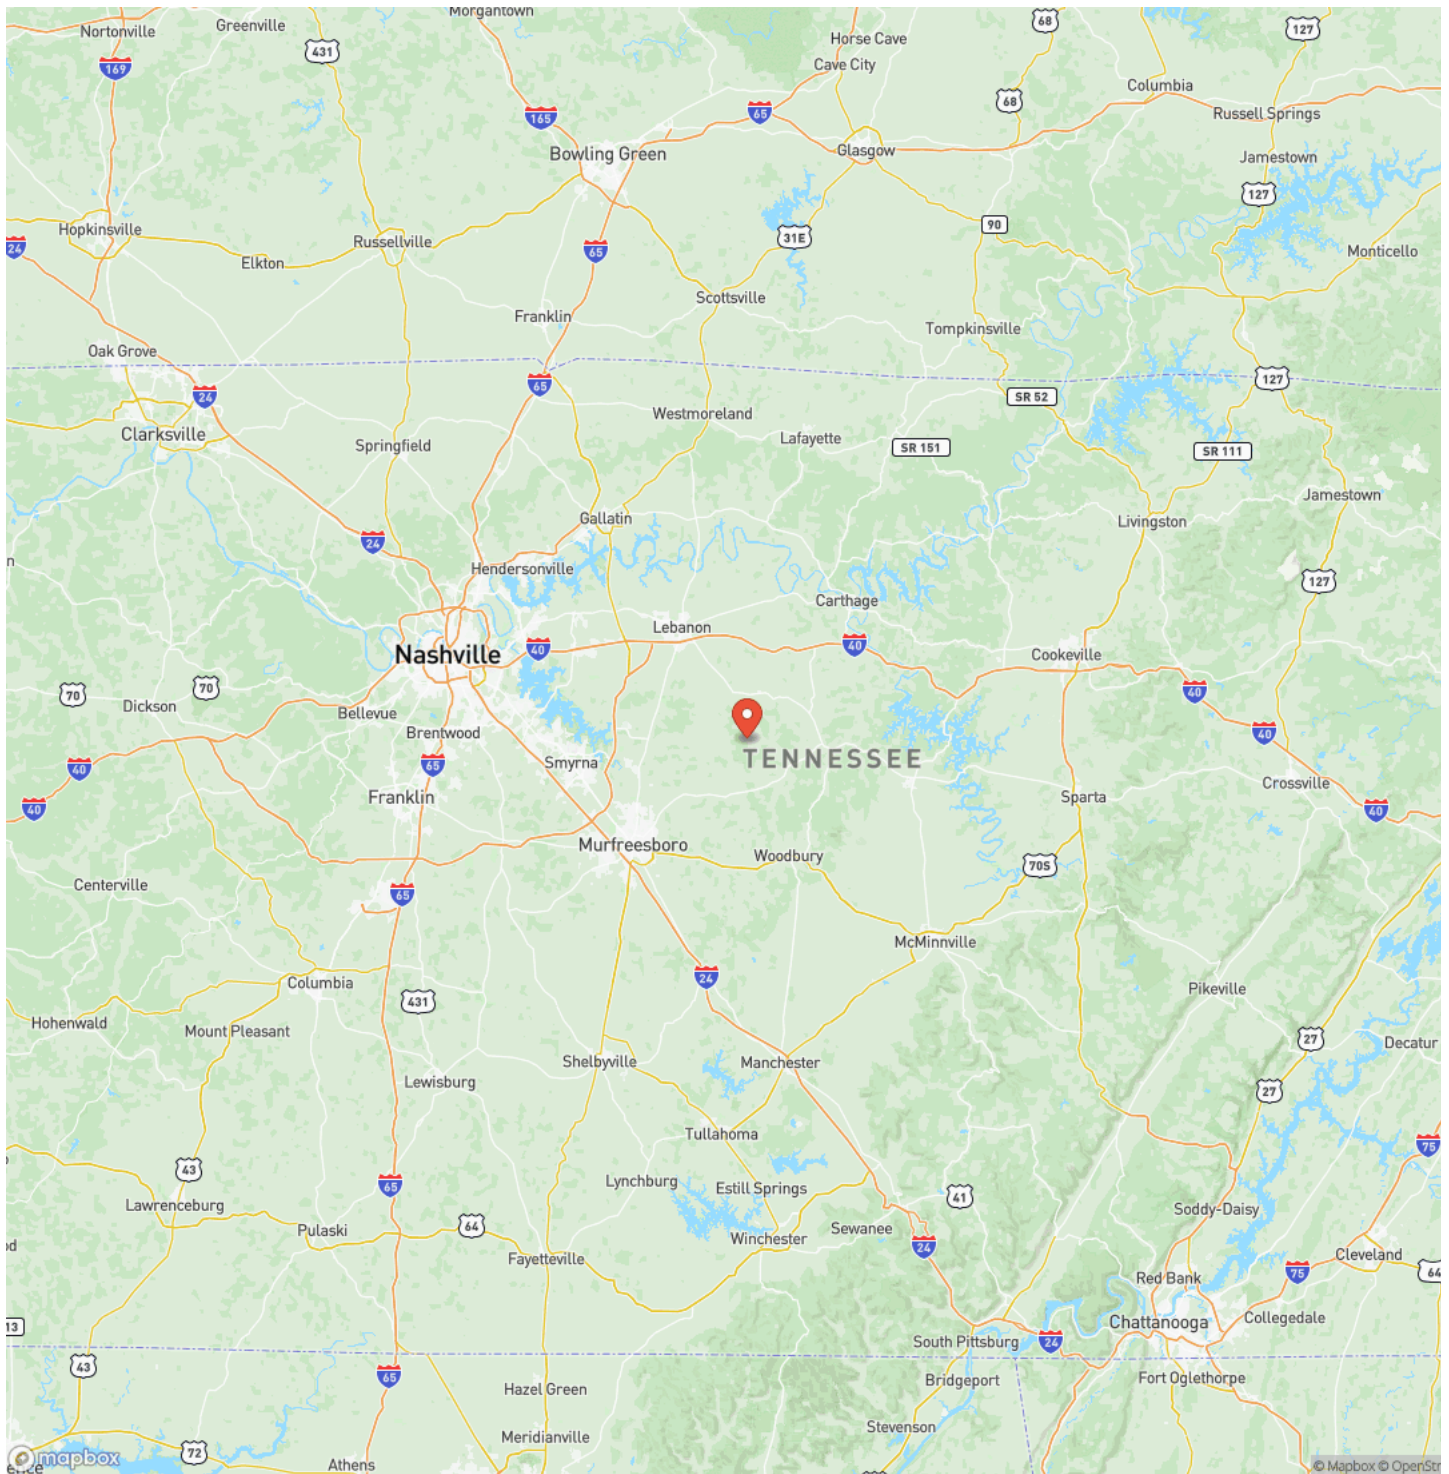 Morgantown
Nortonville
Greenville
68
127
431
Horse Cave
169
Cave City
Columbia
68
165
65
Russell Springs
Bowling Green
Glasgow
Jamestown
127
Hopkinsville
90
31E
Russellville
24
65
Monticello
Elkton
Scottsville
Franklin
Tompkinsville
Oak Grove
127
65
24
SR 52
Westmoreland
Clarksville
Lafayette
Springfield
SR 151
SR 111
Jamestown
Gallatin
Livingston
24
n
Hendersonville
127
Carthage
Lebanon
40
40
Nashville
Cookeville
70
70
40
Dickson
Bellevue
Brentwood
40
TENNESSEE
Smyrna
65
40
Crossville
Franklin
Sparta
40
40
Murfreesboro
Woodbury
70S
Centerville
65
McMinnville
24
Columbia
Pikeville
431
Hohenwald
Mount Pleasant
27
Decatur
Shelbyville
Manchester
Lewisburg
27
Tullahoma
75
43
Lynchburg
65
Estill Springs
41
Lawrenceburg
Soddy-Daisy
64
Pulaski
Sewanee
Winchester
24
od
Fayetteville
Cleveland
75
64
Red Bank
Collegedale
13
Chattanooga
South Pittsburg
24
43
65
Bridgeport
Fort Oglethorpe
Hazel Green
Stevenson
Meridianville
72
mapbox
Athens
© Mapbox © OpenStr